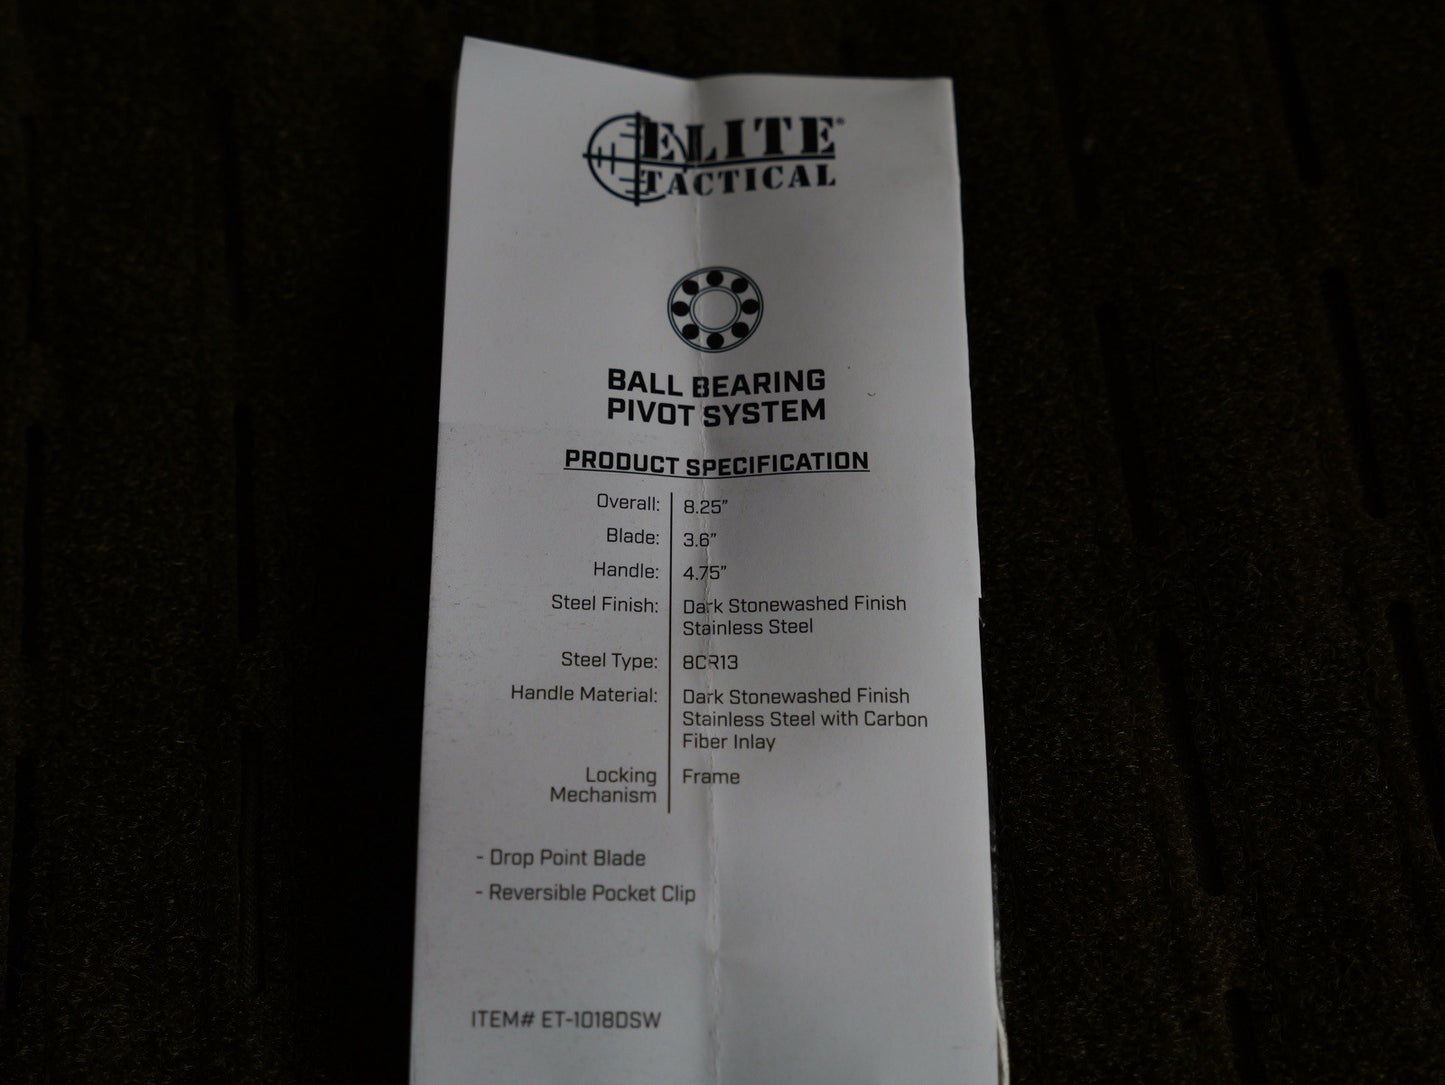 ELITE®
TACTICAL
BALL BEARING
PIVOT SYSTEM
PRODUCT SPECIFICATION
Overall: 8.25”
Blade: 3.6”
Handle: 4.75”
Steel Finish: Dark Stonewashed Finish
Stainless Steel
Steel Type: 8CR13
Handle Material: Dark Stonewashed Finish
Stainless Steel with Carbon
Fiber Inlay
Locking Frame
Mechanism
- Drop Point Blade
- Reversible Pocket Clip
ITEM# ET-1018DSW